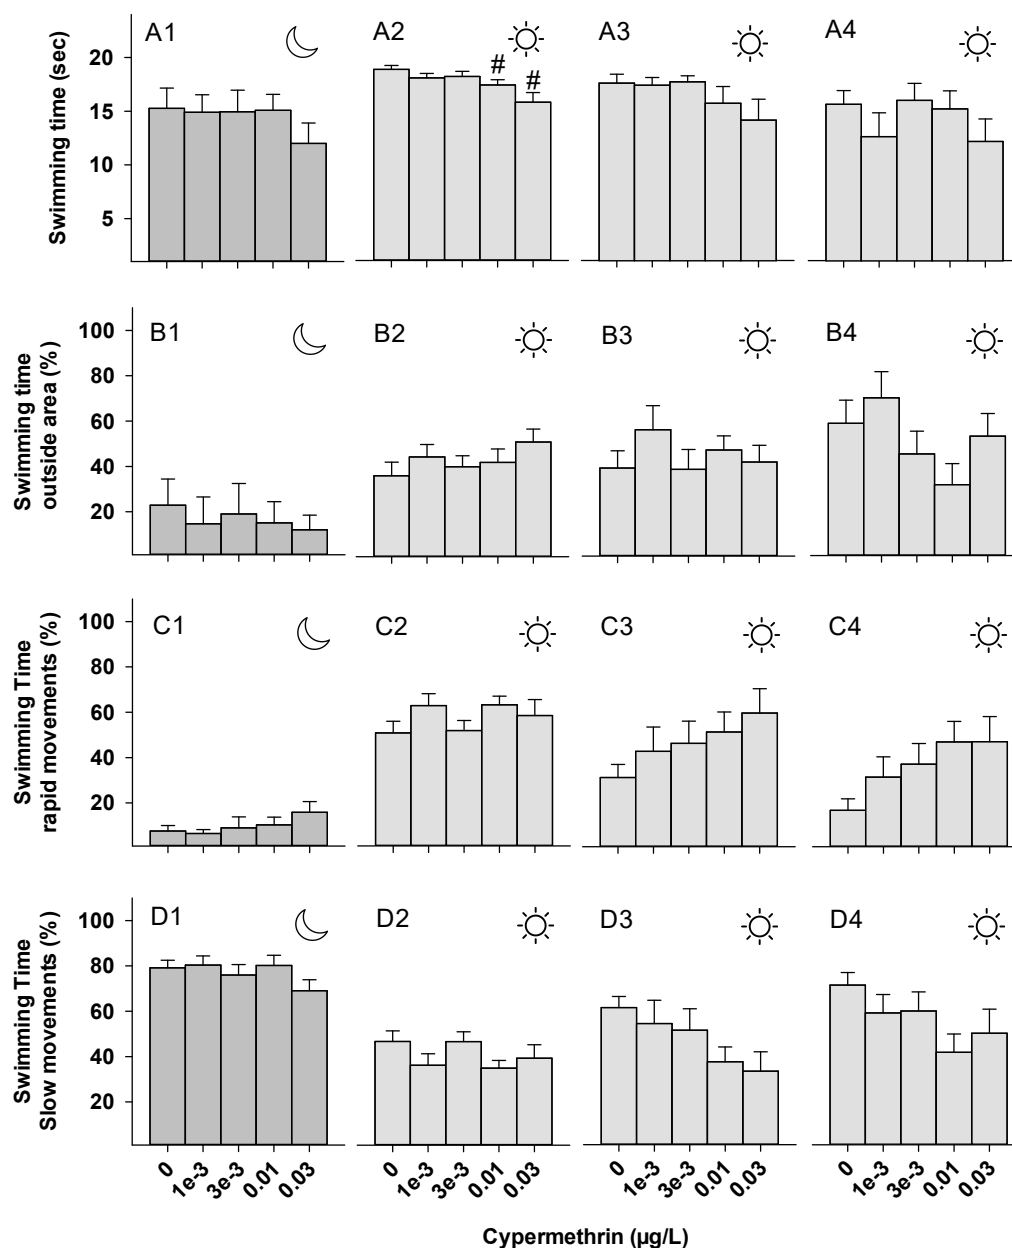 A1 A2 A3 A4
# #
Swimming time (sec)
20
15
10
5
B1 B2 B3 B4
Swimming time
outside area (%)
100
80
60
40
20
C1 C2 C3 C4
Swimming Time
rapid movements (%)
100
80
60
40
20
D1 D2 D3 D4
Swimming Time
Slow movements (%)
100
80
60
40
20
0 1e-3 3e-3 0.01 0.03 0 1e-3 3e-3 0.01 0.03 0 1e-3 3e-3 0.01 0.03 0 1e-3 3e-3 0.01 0.03
Cypermethrin (µg/L)